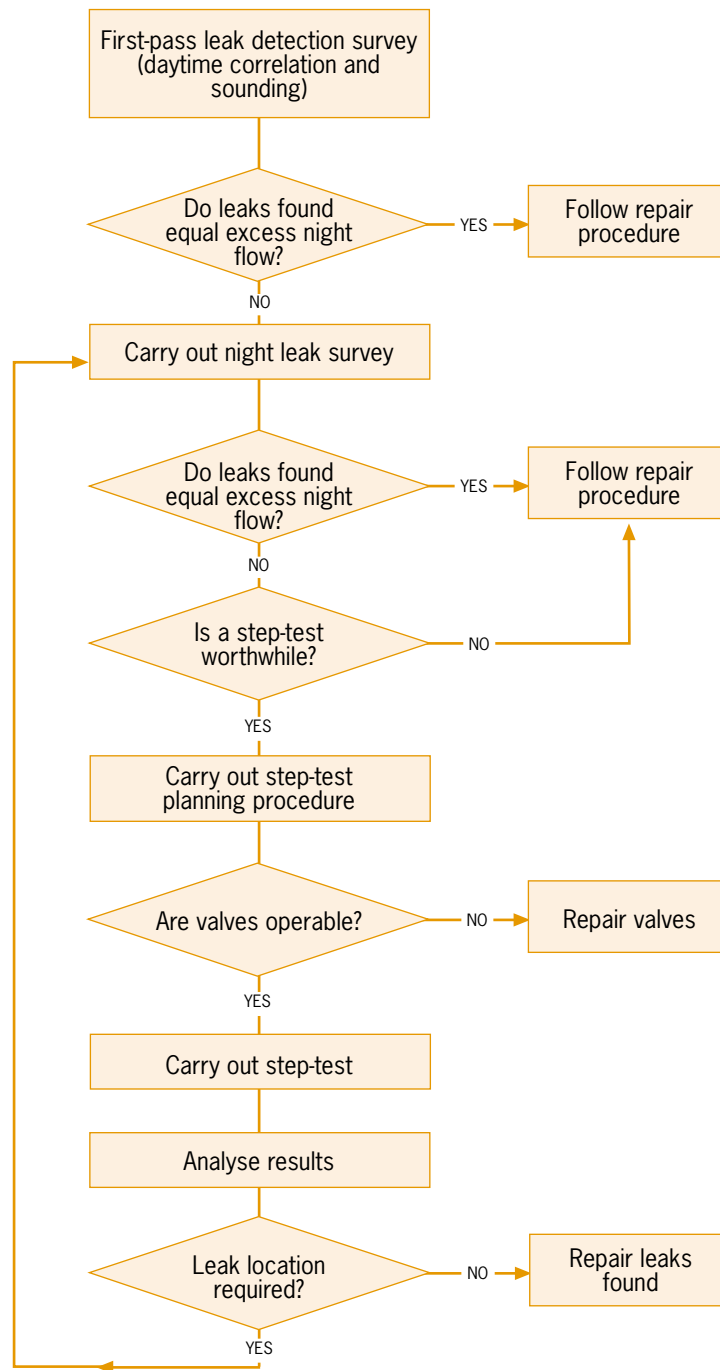 First-pass leak detection survey
(daytime correlation and
sounding)
Do leaks found
equal excess night
flow?
YES
Follow repair
procedure
NO
Carry out night leak survey
Do leaks found
equal excess night
flow?
YES
Follow repair
procedure
NO
Is a step-test
worthwhile?
NO
YES
Carry out step-test
planning procedure
Are valves operable?
NO
Repair valves
YES
Carry out step-test
Analyse results
Leak location
required?
NO
Repair leaks
found
YES